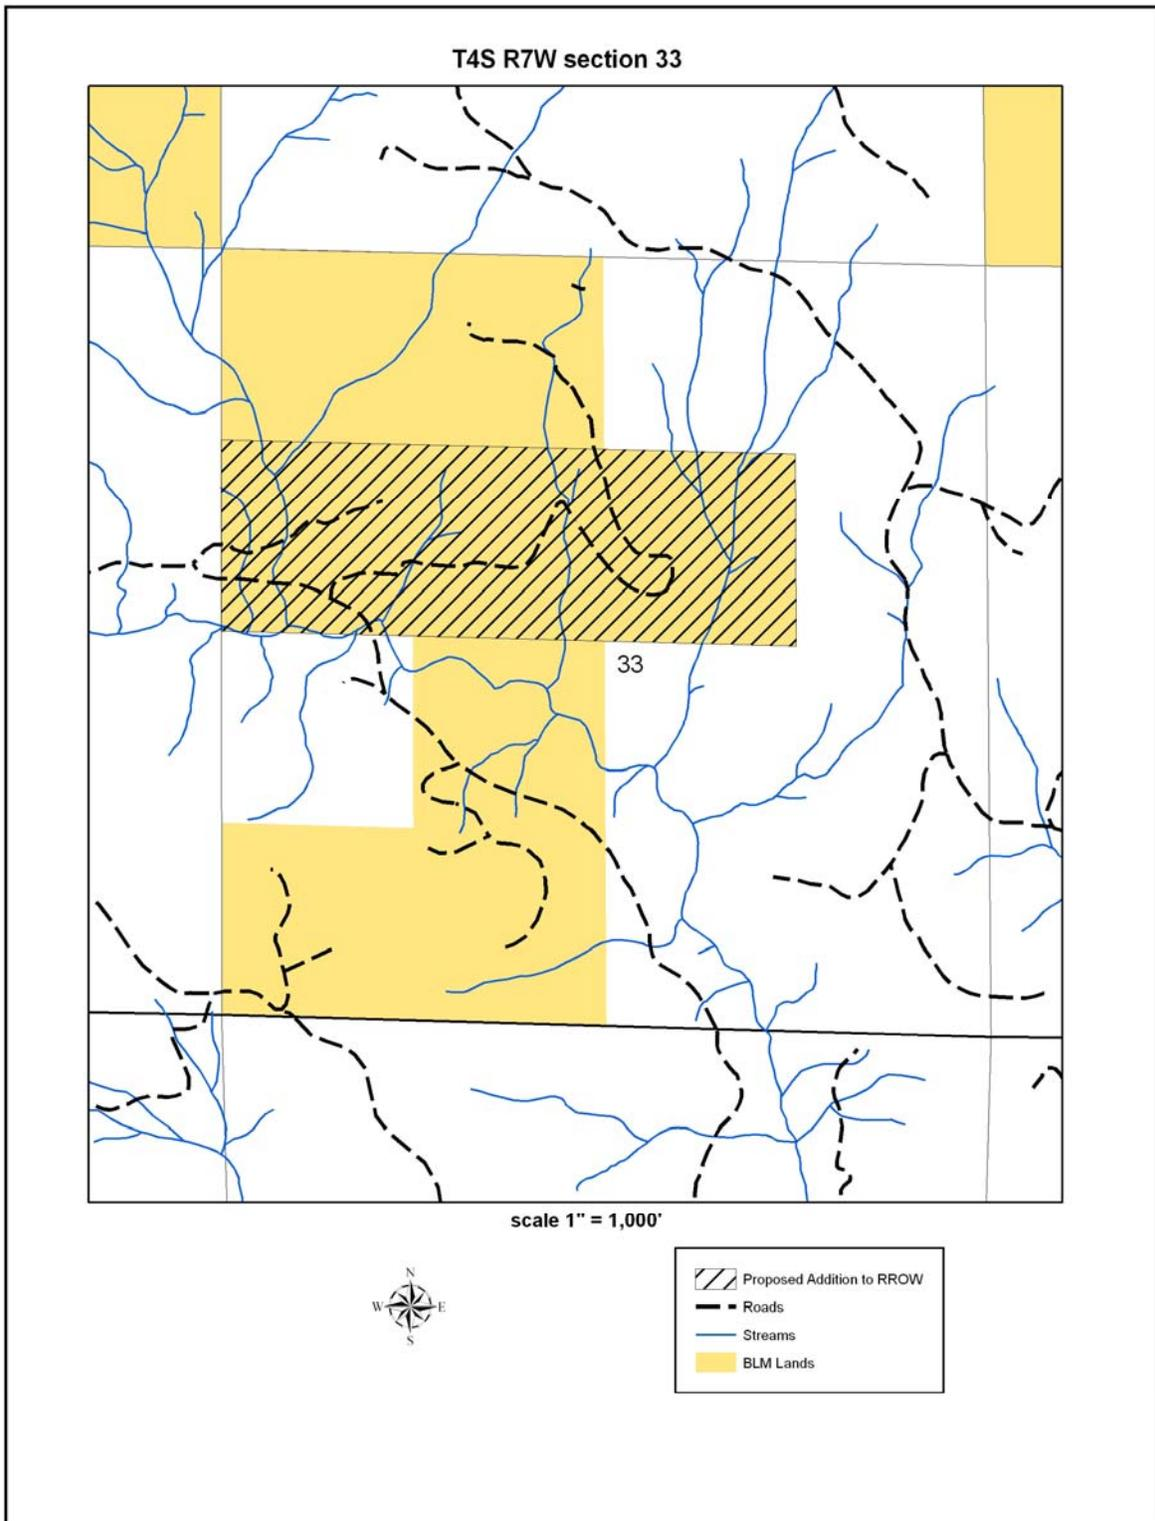 T4S R7W section 33
33
scale 1" = 1,000'
N
W E
S
Proposed Addition to RROW
Roads
Streams
BLM Lands